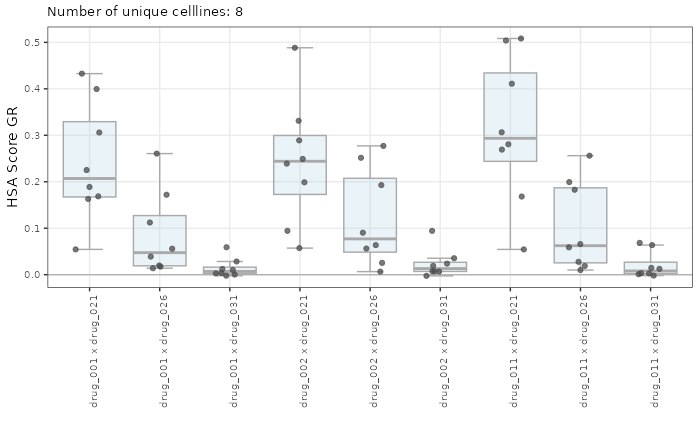 Number of unique celllines: 8
HSA Score GR
0.5
0.4
0.3
0.2
0.1
0.0
drug_001 x drug_021
drug_001 x drug_026
drug_001 x drug_031
drug_002 x drug_021
drug_002 x drug_026
drug_002 x drug_031
drug_011 x drug_021
drug_011 x drug_026
drug_011 x drug_031